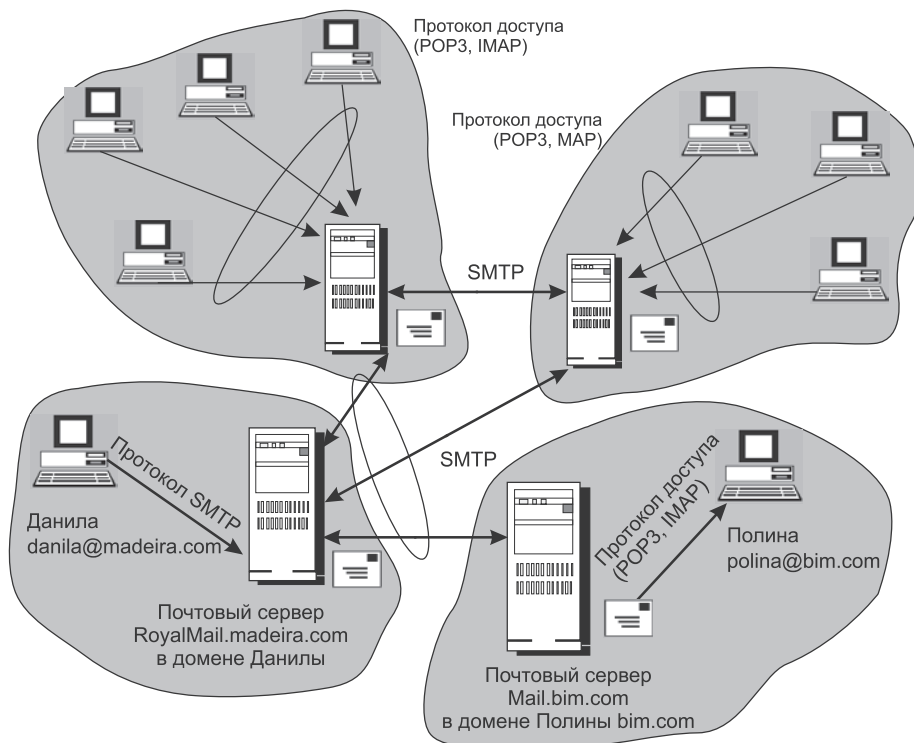 Протокол доступа
(POP3, IMAP)
Протокол доступа
(POP3, MAP)
SMTP
SMTP
Протокол SMTP
Данила
danila@madeira.com
Почтовый сервер
RoyalMail.madeira.com
в домене Данилы
Протокол доступа
(POP3, IMAP)
Полина
polina@bim.com
Почтовый сервер
Mail.bim.com
в домене Полины bim.com